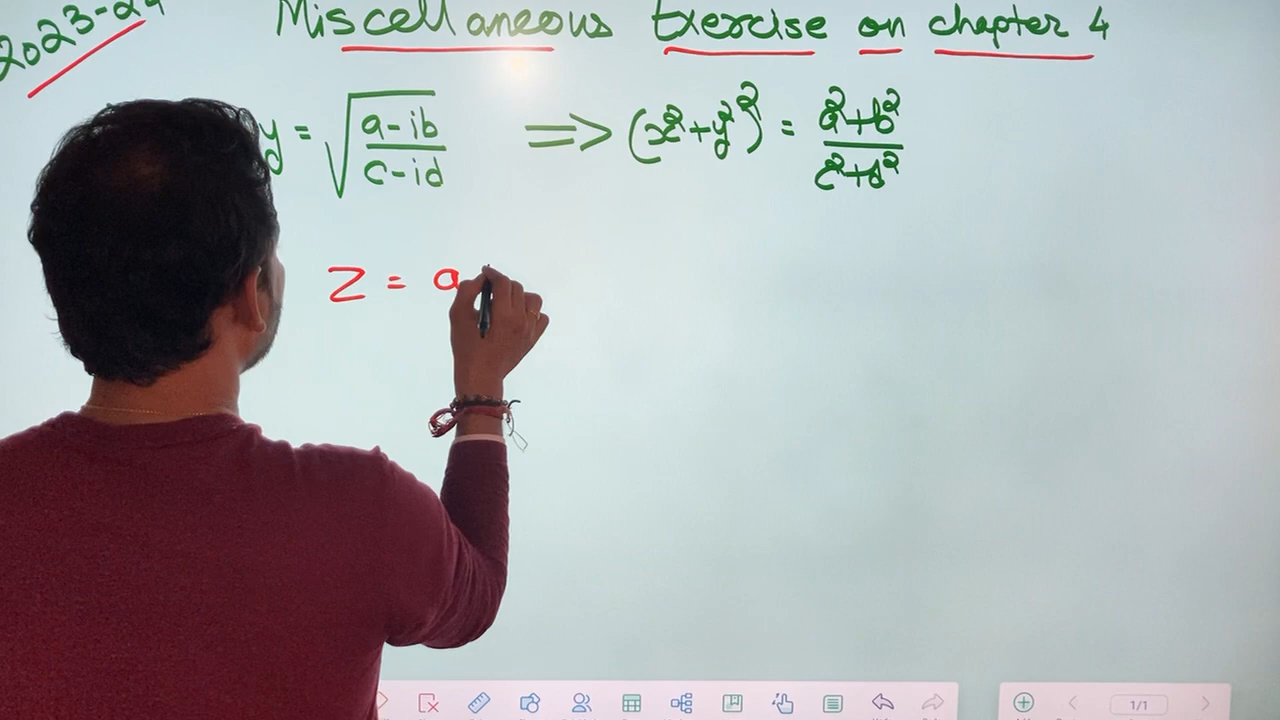 2023-24
Miscellaneous Exercise on chapter 4
y = √(a-ib / c-id) ⇒ (x²+y²)² = a²+b² / c²+d²
z = a
1/1